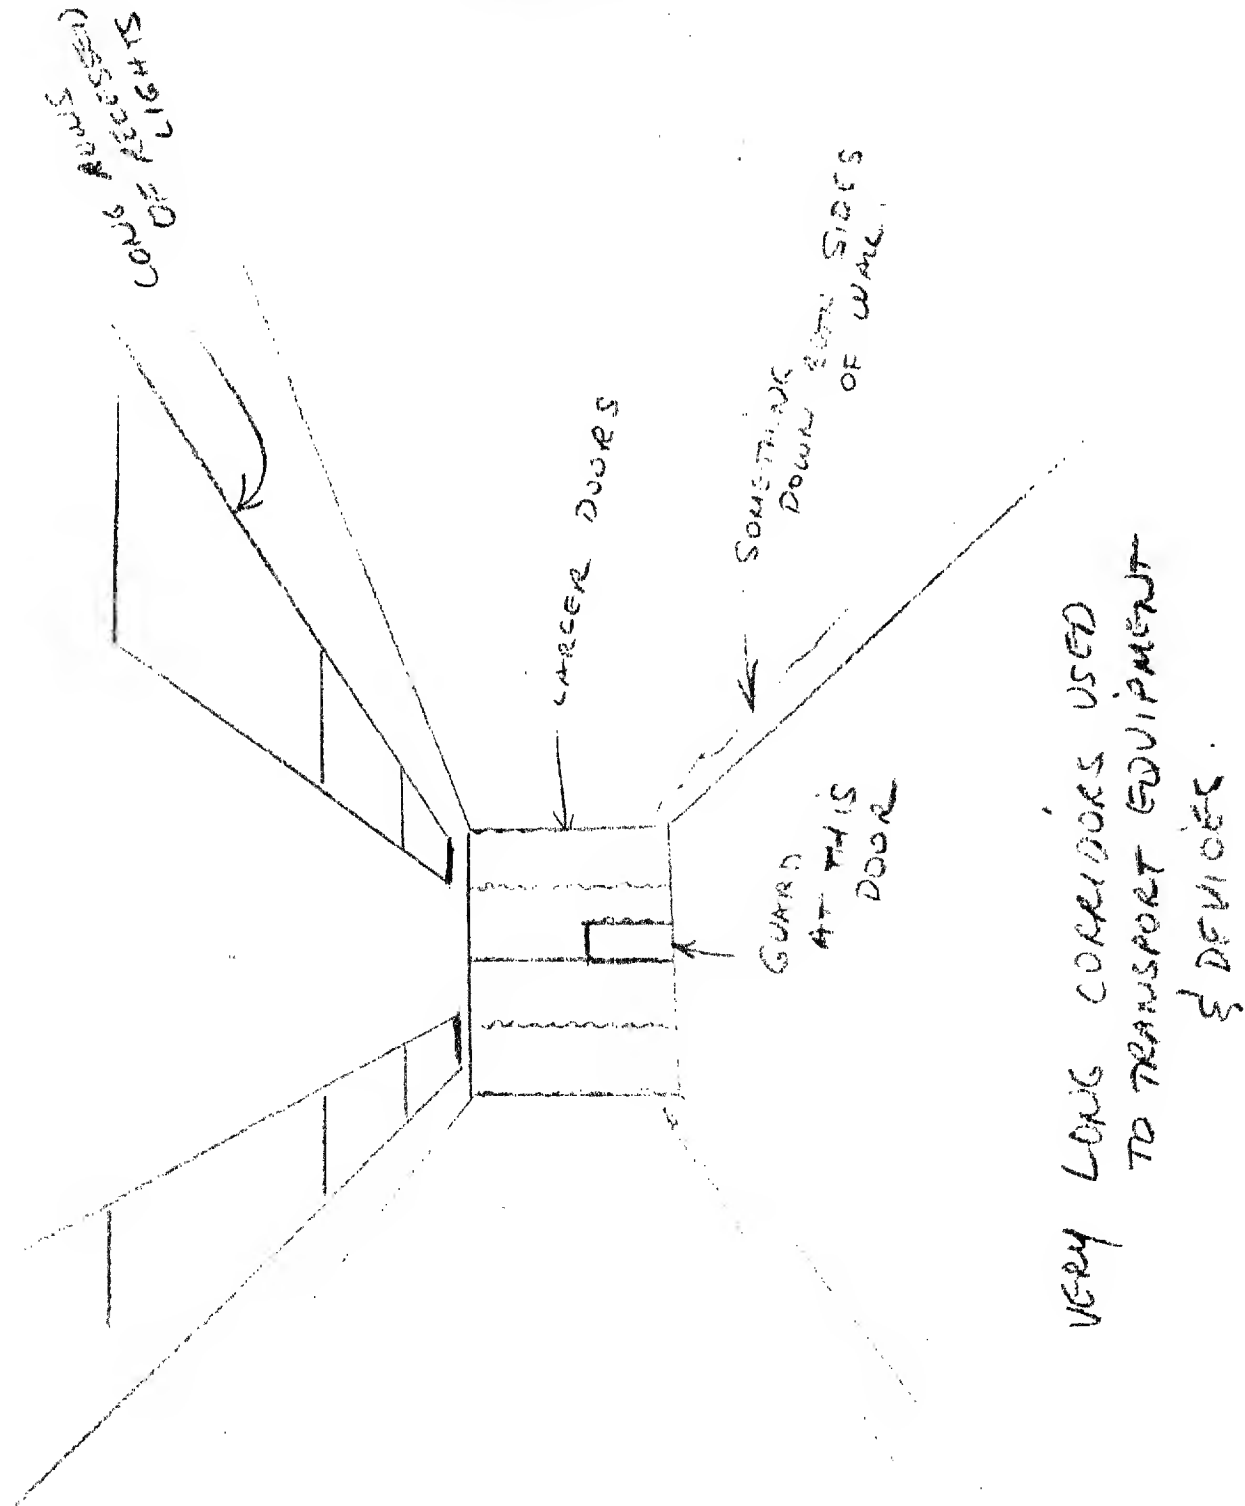 LONG RUNS
OF RECESSED
LIGHTS
LARGER DOORS
SOMETHING
DOWN BOTH SIDES
OF WALL.
GUARD
AT THIS
DOOR
VERY LONG CORRIDORS USED
TO TRANSPORT EQUIPMENT
& DEVICES.